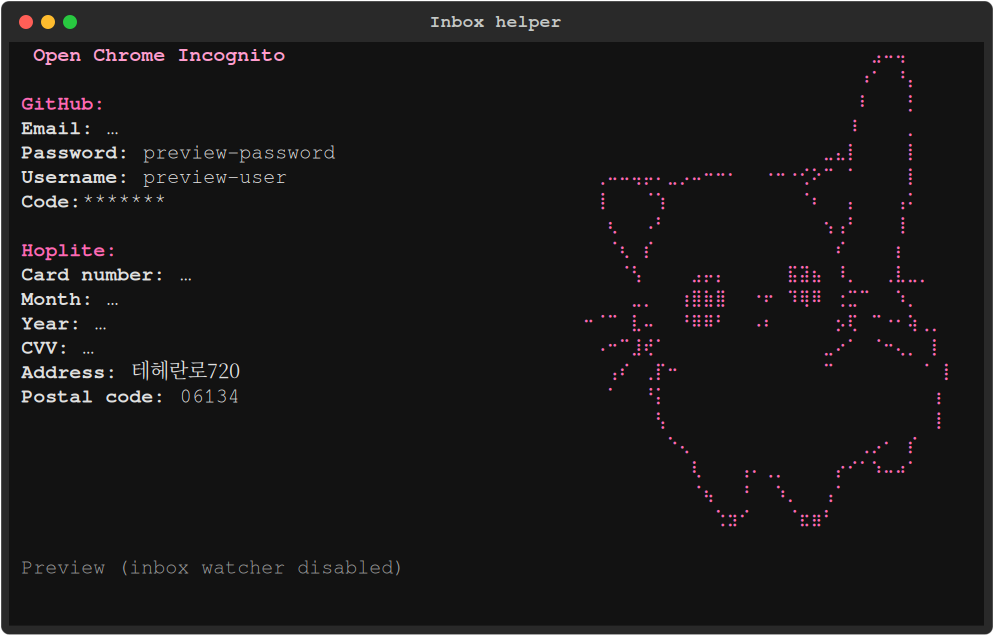 Inbox helper
Open Chrome Incognito
GitHub:
Email: …
Password: preview-password
Username: preview-user
Code:*******
Hoplite:
Card number: …
Month: …
Year: …
CVV: …
Address: 테헤란로720
Postal code: 06134
Preview (inbox watcher disabled)